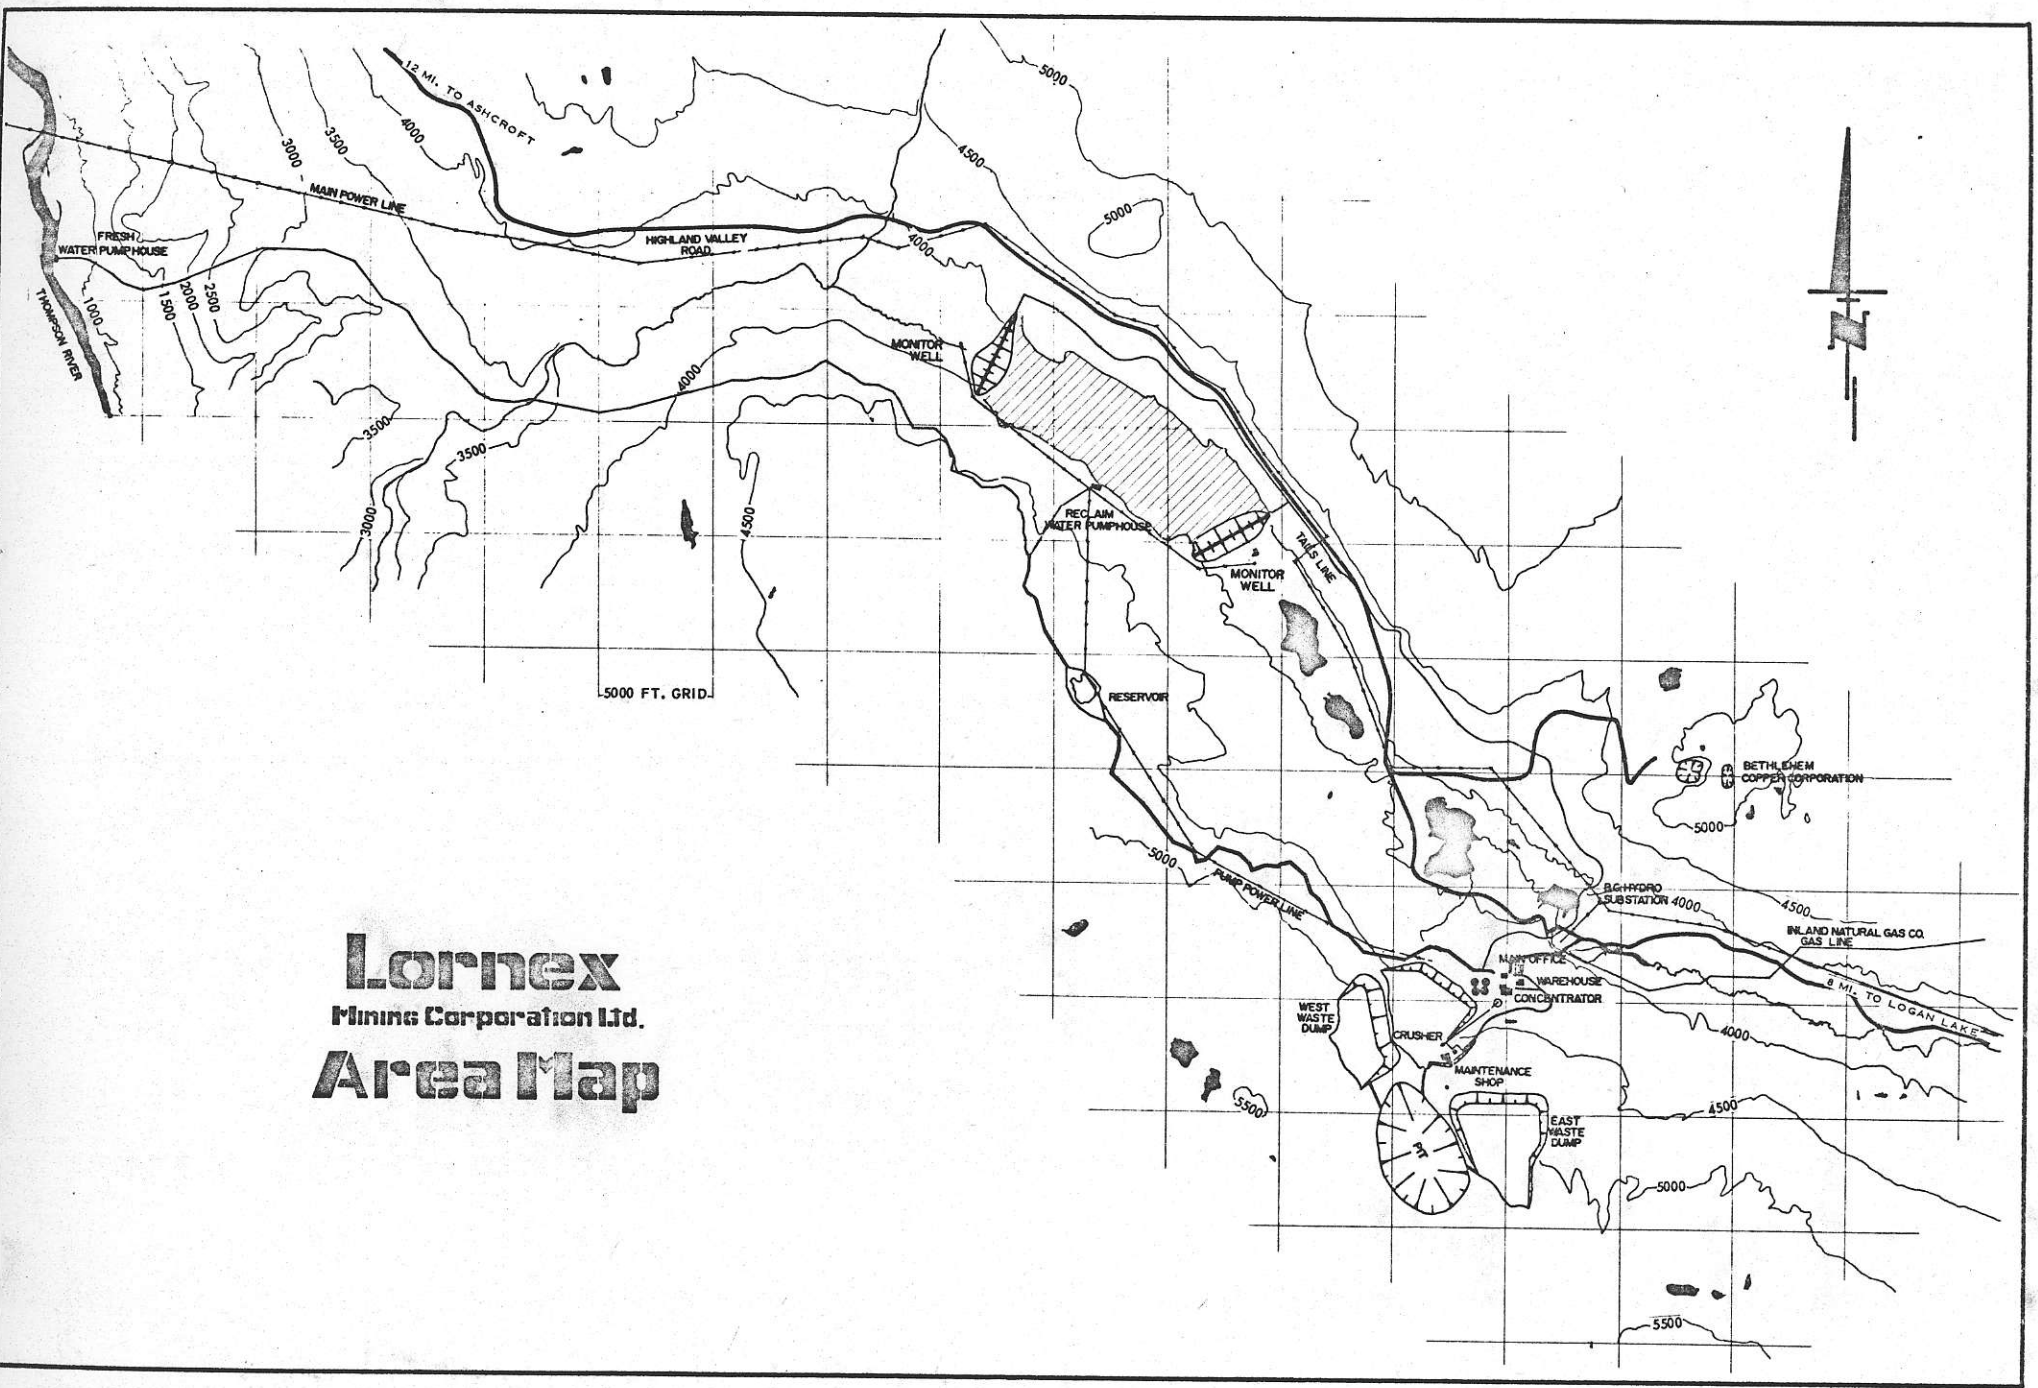 5000
12 MI. TO ASHCROFT
4000
3500
3000
4500
5000
MAIN POWER LINE
FRESH
WATER PUMPHOUSE
HIGHLAND VALLEY
ROAD
4000
THOMPSON RIVER
1000
1500
2000
2500
MONITOR
WELL
4000
3500
3500
3000
4500
RECLAIM
WATER PUMPHOUSE
TAILS LINE
MONITOR
WELL
5000 FT. GRID
RESERVOIR
BETHLEHEM
COPPER CORPORATION
5000
5000
PUMP POWER LINE
B.C. HYDRO
SUBSTATION
4000
4500
INLAND NATURAL GAS CO.
GAS LINE
8 MI. TO LOGAN LAKE
MAIN OFFICE
WAREHOUSE
CONCENTRATOR
WEST
WASTE
DUMP
CRUSHER
4000
MAINTENANCE
SHOP
5500
4500
EAST
WASTE
DUMP
PIT
5000
5500
N
Lornex
Mining Corporation Ltd.
Area Map